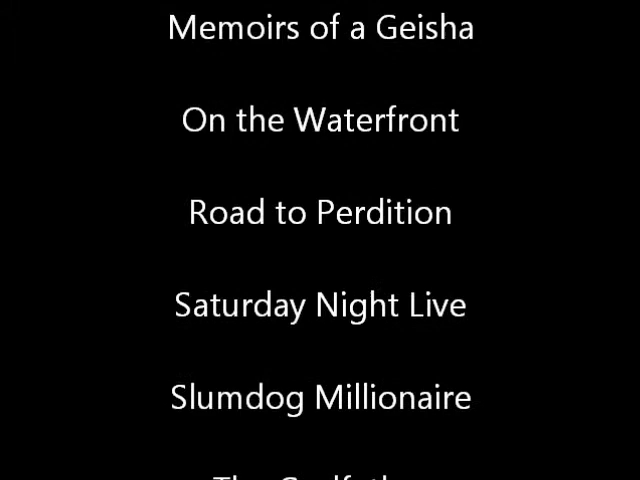 Memoirs of a Geisha
On the Waterfront
Road to Perdition
Saturday Night Live
Slumdog Millionaire